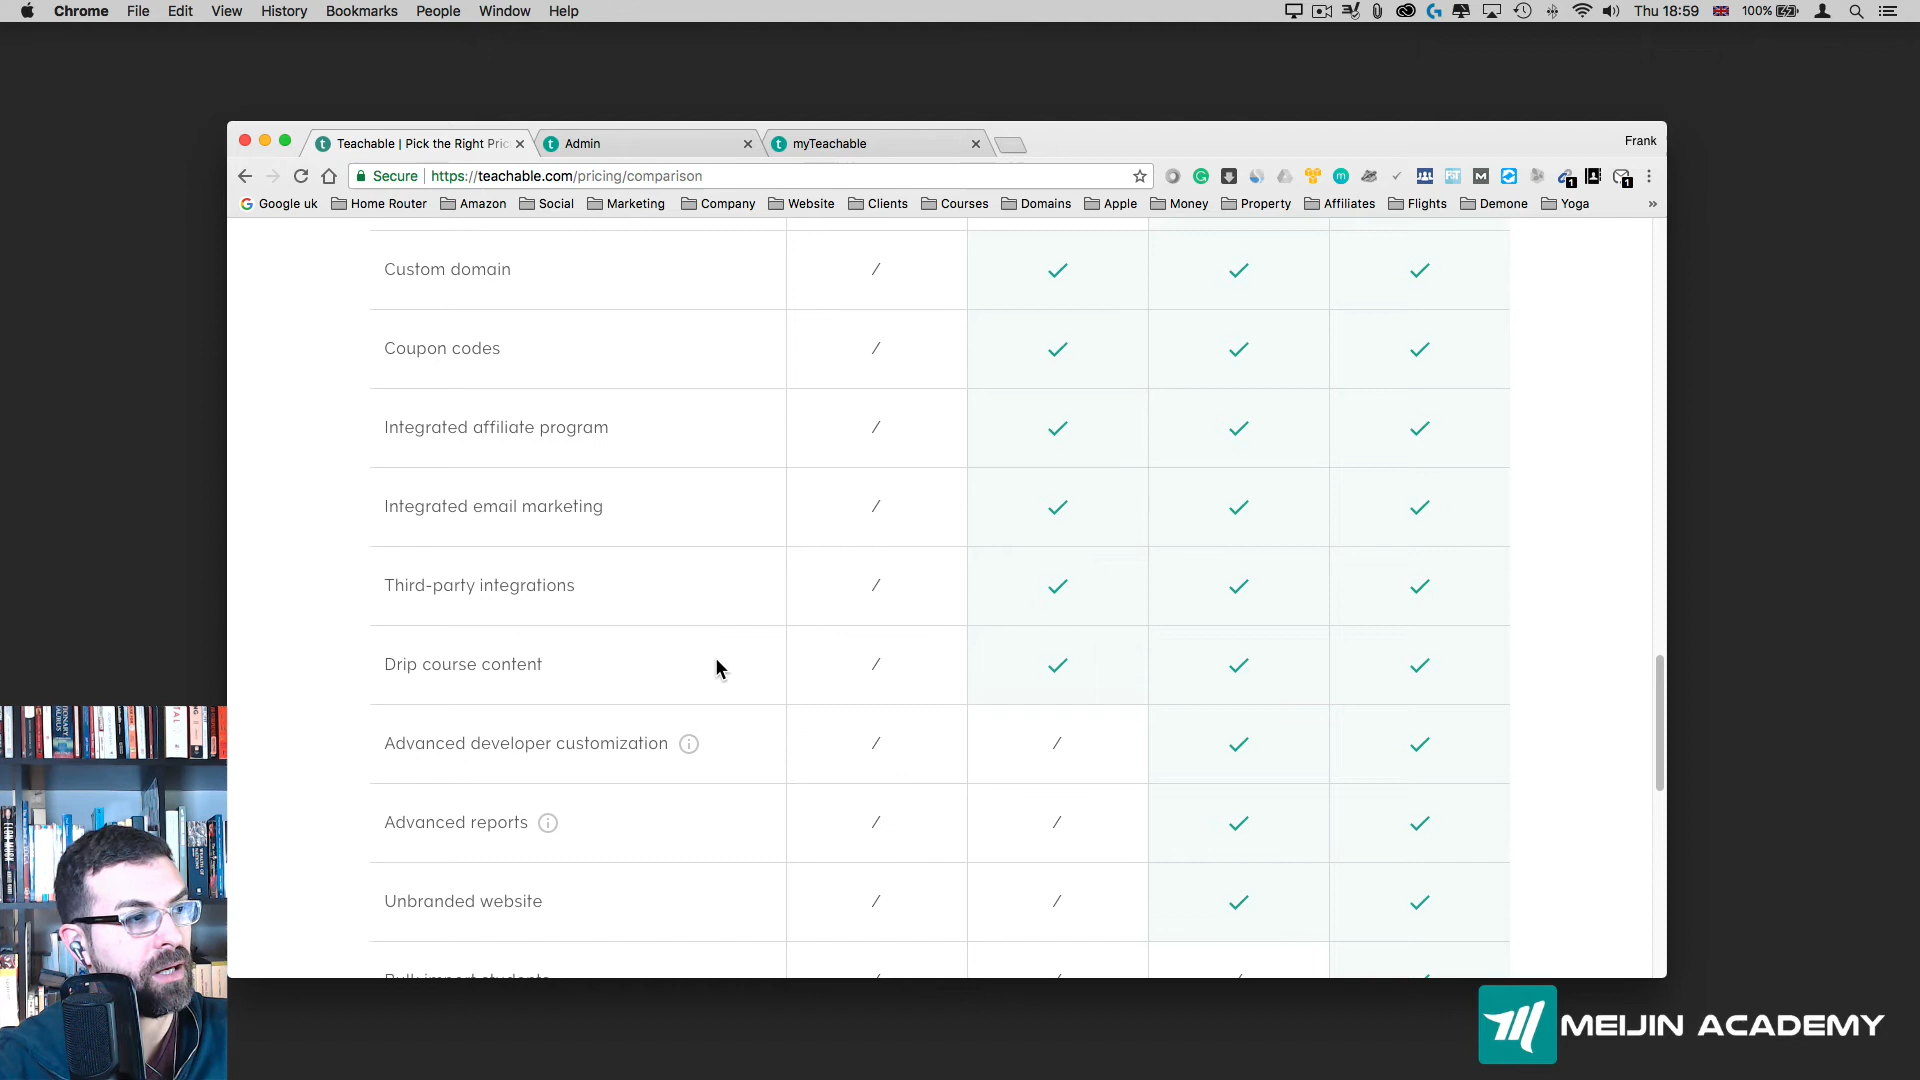 Chrome File Edit View History Bookmarks People Window Help
Thu 18:59 100%
Teachable | Pick the Right Pric
Admin
myTeachable
Frank
Secure https://teachable.com/pricing/comparison
Google uk Home Router Amazon Social Marketing Company Website Clients Courses Domains Apple Money Property Affiliates Flights Demone Yoga »
Custom domain /
Coupon codes /
Integrated affiliate program /
Integrated email marketing /
Third-party integrations /
Drip course content /
Advanced developer customization / /
Advanced reports / /
Unbranded website / /
Bulk import students / / /
MEIJIN ACADEMY